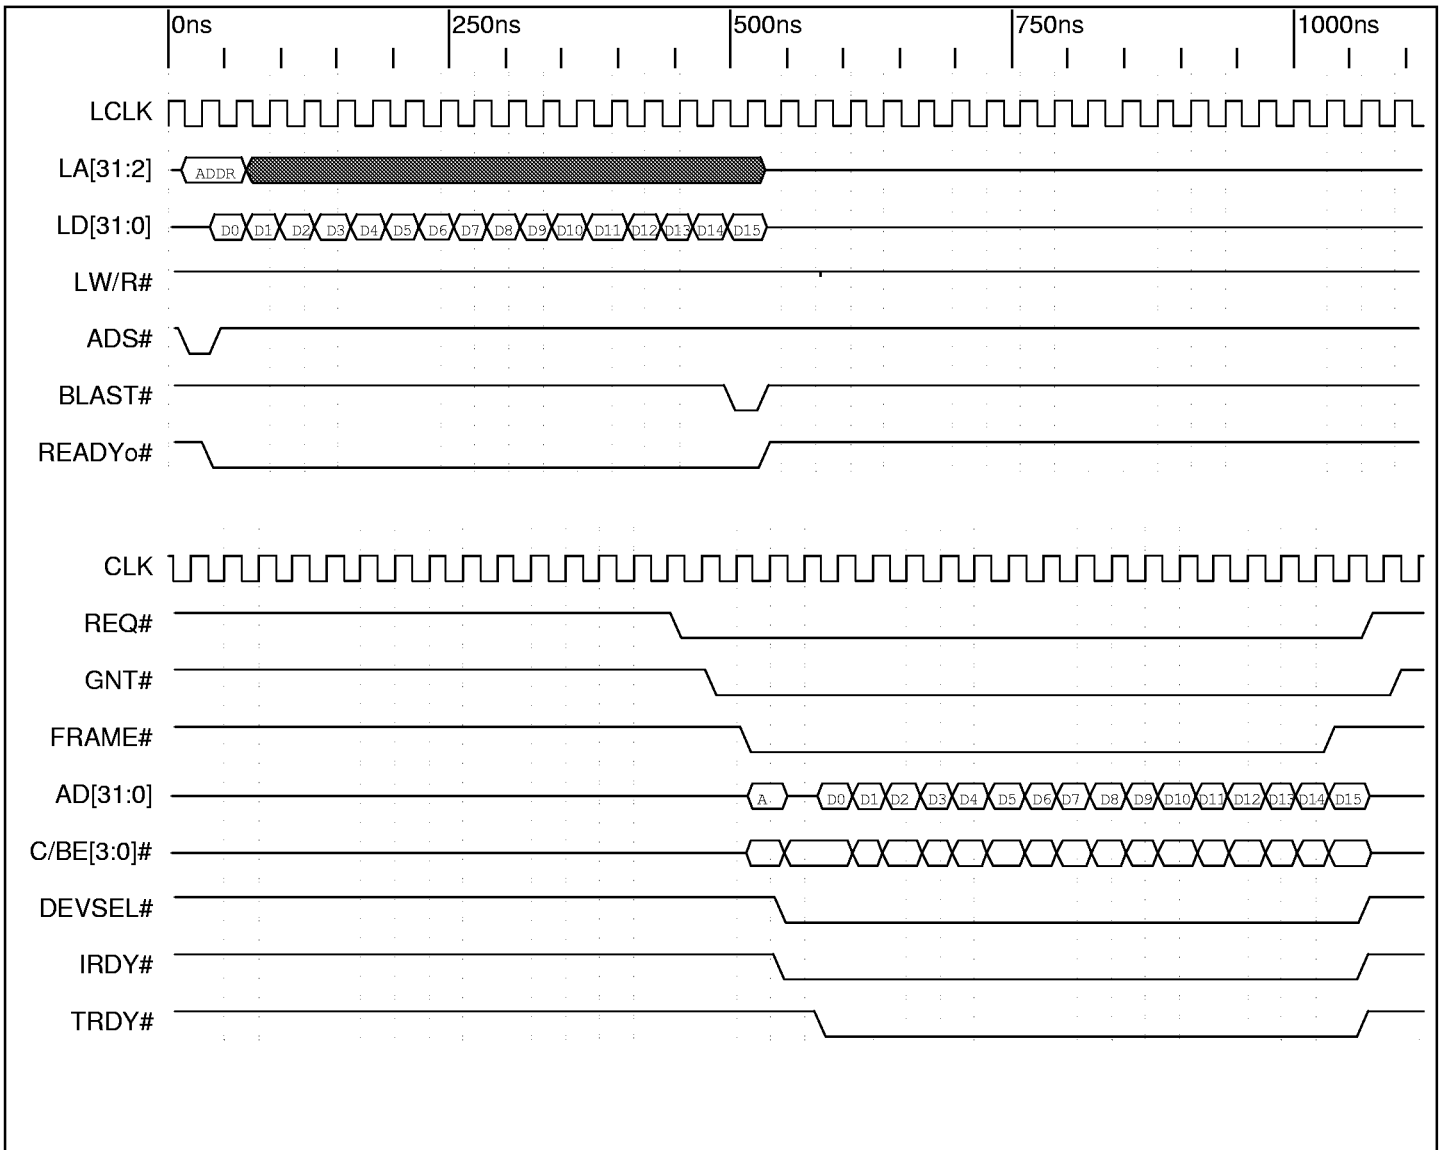 0ns 250ns 500ns 750ns 1000ns
LCLK
LA[31:2] ADDR
LD[31:0] D0 D1 D2 D3 D4 D5 D6 D7 D8 D9 D10 D11 D12 D13 D14 D15
LW/R#
ADS#
BLAST#
READYo#
CLK
REQ#
GNT#
FRAME#
AD[31:0] A D0 D1 D2 D3 D4 D5 D6 D7 D8 D9 D10 D11 D12 D13 D14 D15
C/BE[3:0]#
DEVSEL#
IRDY#
TRDY#